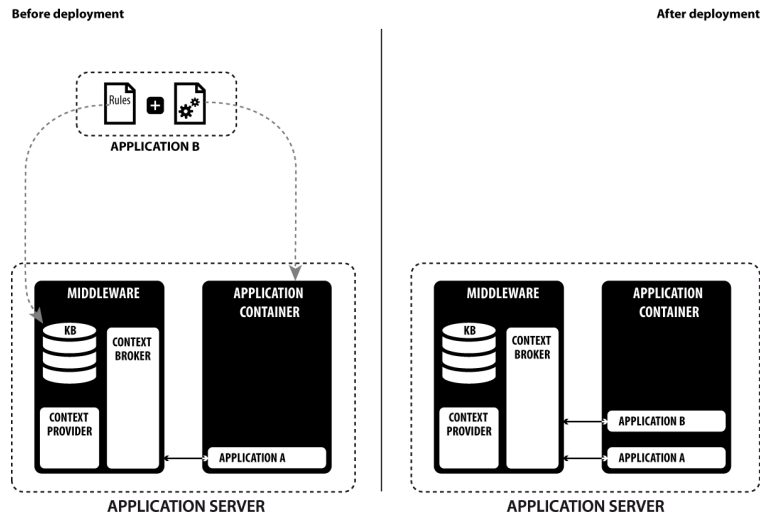 Before deployment
After deployment
Rules
APPLICATION B
MIDDLEWARE
APPLICATION
CONTAINER
KB
CONTEXT
BROKER
CONTEXT
PROVIDER
APPLICATION A
APPLICATION SERVER
MIDDLEWARE
APPLICATION
CONTAINER
KB
CONTEXT
BROKER
CONTEXT
PROVIDER
APPLICATION B
APPLICATION A
APPLICATION SERVER